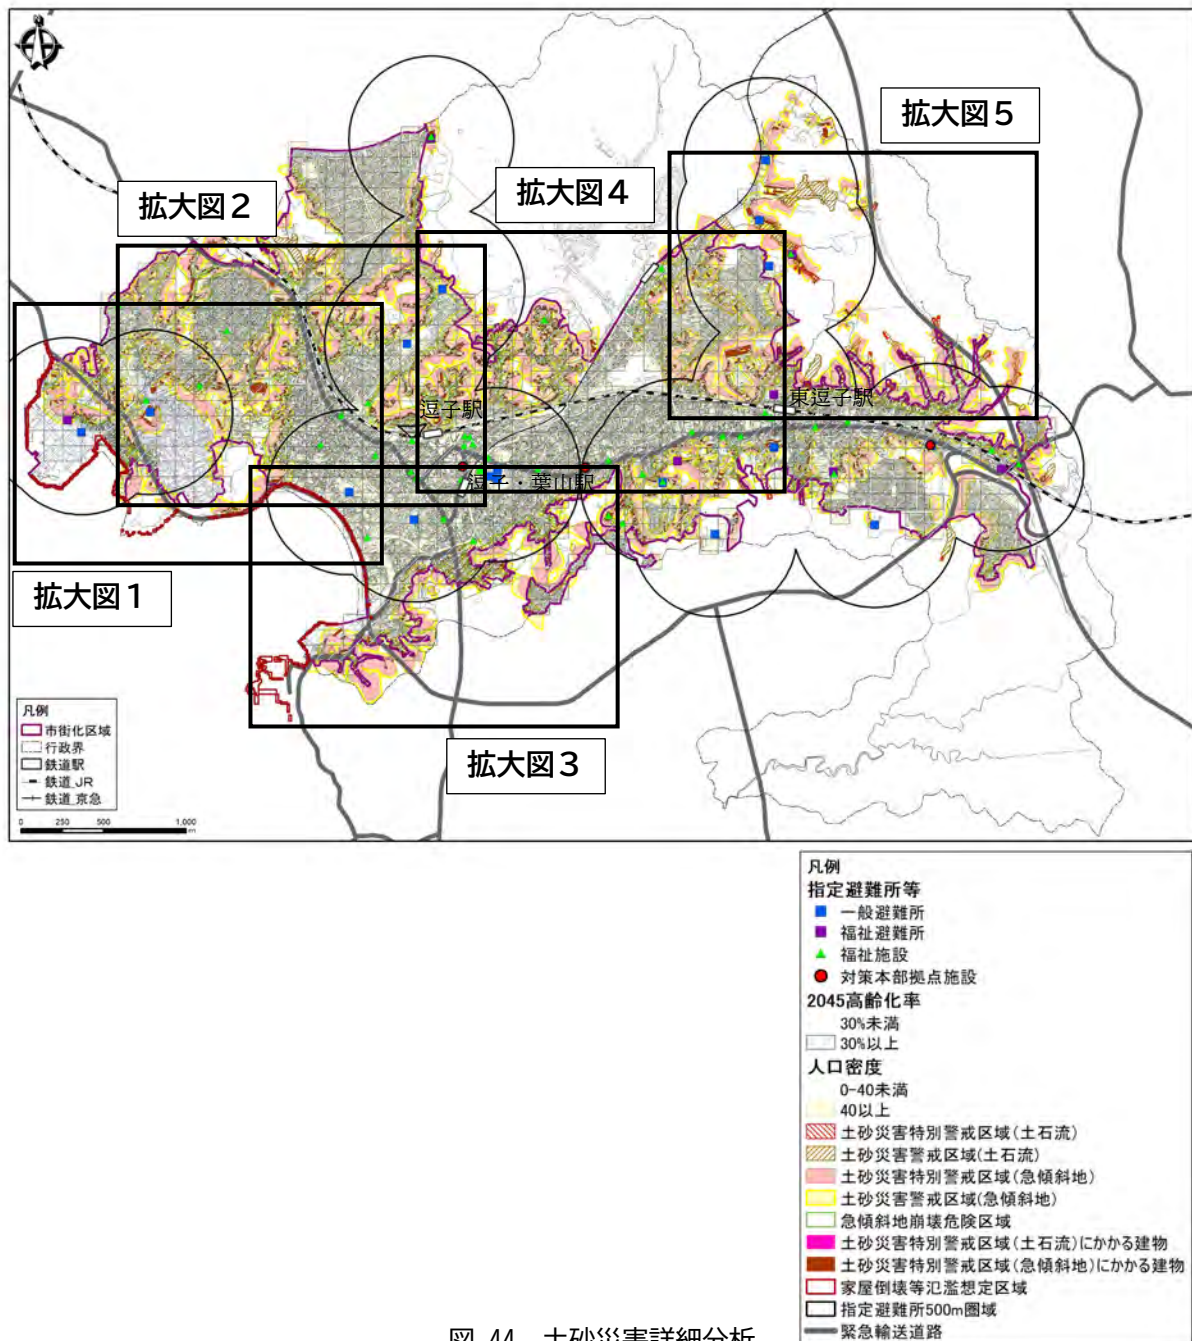 拡大図5
拡大図2
拡大図4
逗子駅
東逗子駅
逗子・葉山駅
拡大図1
拡大図3
凡例
市街化区域
行政界
鉄道駅
鉄道_JR
鉄道_京急
0 250 500 1,000
m
凡例
指定避難所等
一般避難所
福祉避難所
福祉施設
対策本部拠点施設
2045高齢化率
30%未満
30%以上
人口密度
0-40未満
40以上
土砂災害特別警戒区域(土石流)
土砂災害警戒区域(土石流)
土砂災害特別警戒区域(急傾斜地)
土砂災害警戒区域(急傾斜地)
急傾斜地崩壊危険区域
土砂災害特別警戒区域(土石流)にかかる建物
土砂災害特別警戒区域(急傾斜地)にかかる建物
家屋倒壊等氾濫想定区域
指定避難所500m圏域
緊急輸送道路
図 44 土砂災害詳細分析